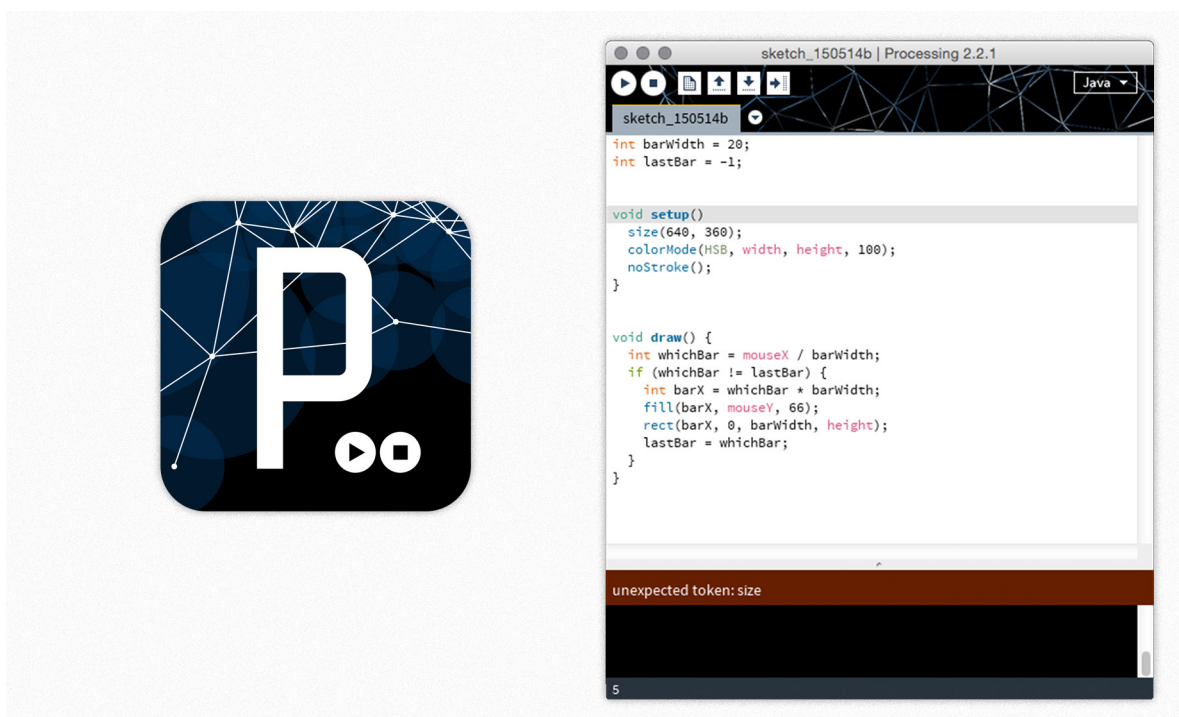 P
sketch_150514b | Processing 2.2.1
Java
sketch_150514b
int barWidth = 20;
int lastBar = -1;
void setup()
  size(640, 360);
  colorMode(HSB, width, height, 100);
  noStroke();
}
void draw() {
  int whichBar = mouseX / barWidth;
  if (whichBar != lastBar) {
    int barX = whichBar * barWidth;
    fill(barX, mouseY, 66);
    rect(barX, 0, barWidth, height);
    lastBar = whichBar;
  }
}
unexpected token: size
5